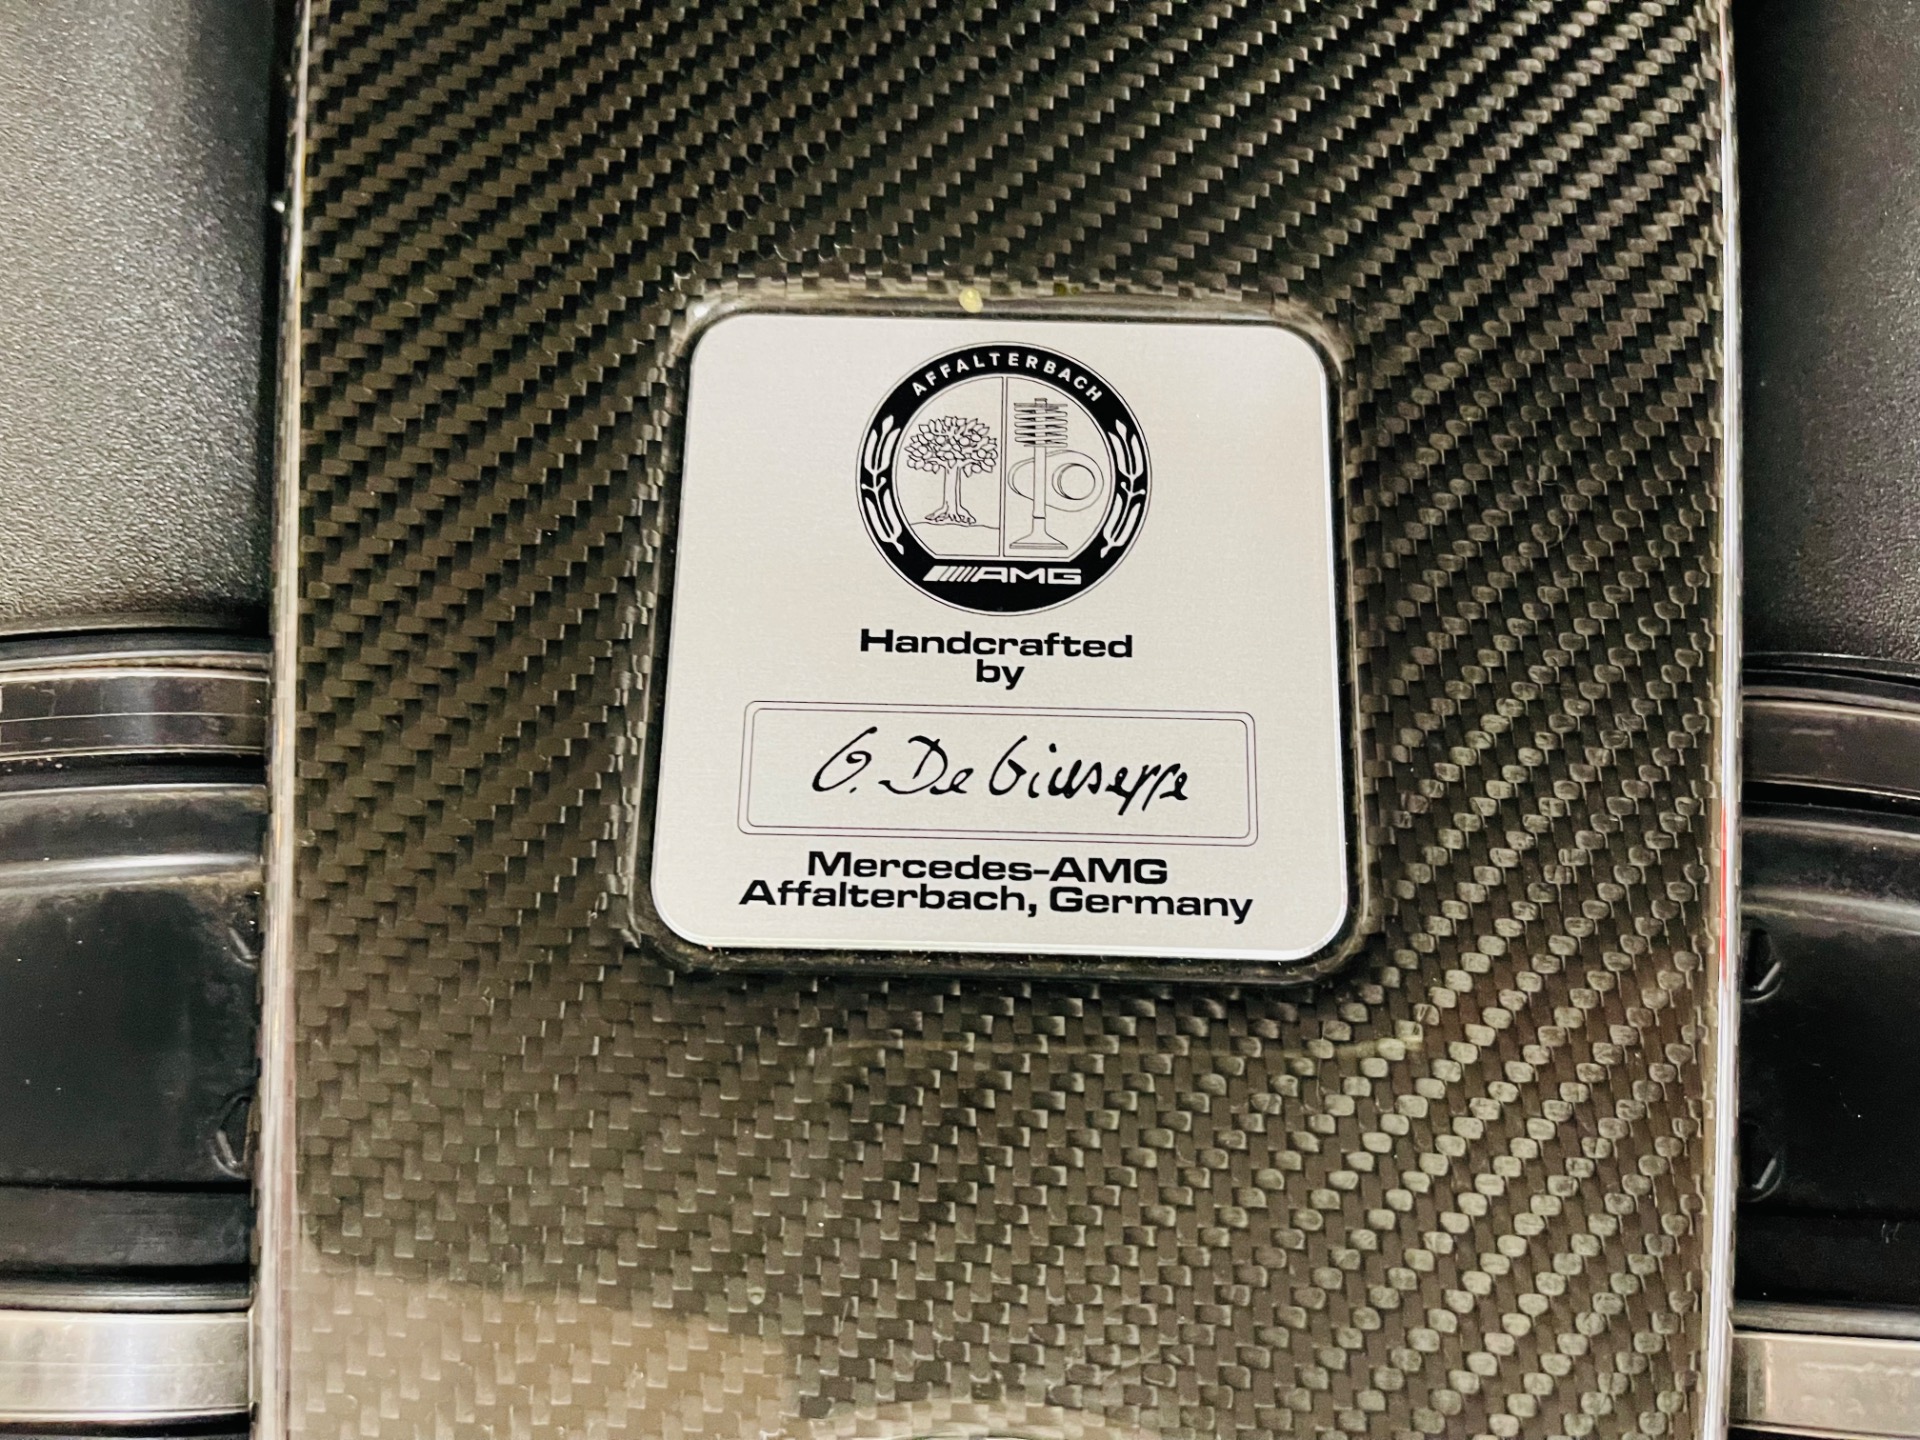 AFFALTERBACH
AMG
Handcrafted
by
G. De Giuseppe
Mercedes-AMG
Affalterbach, Germany